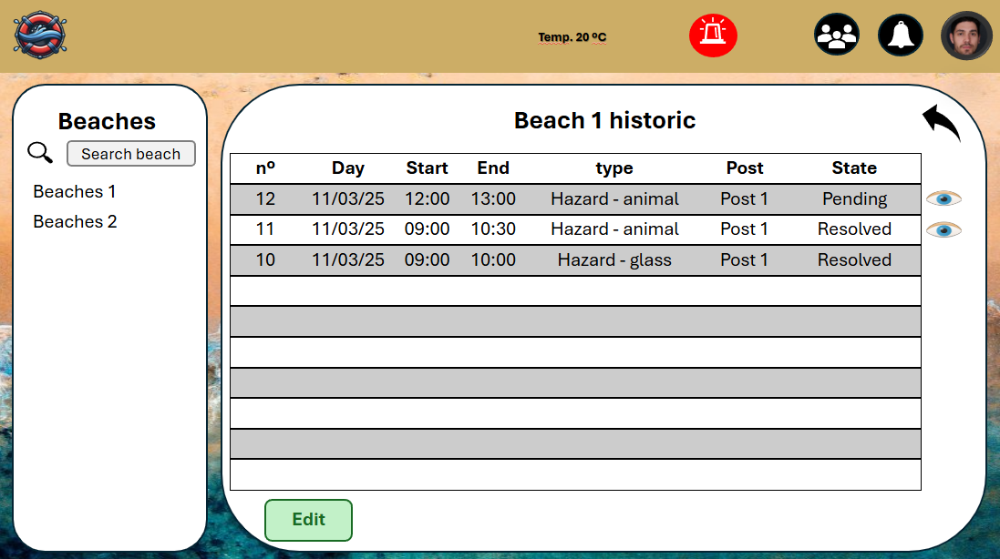 Temp. 20 ºC
Beaches
Search beach
Beaches 1
Beaches 2
Beach 1 historic
nº Day Start End type Post State
12 11/03/25 12:00 13:00 Hazard - animal Post 1 Pending
11 11/03/25 09:00 10:30 Hazard - animal Post 1 Resolved
10 11/03/25 09:00 10:00 Hazard - glass Post 1 Resolved
Edit